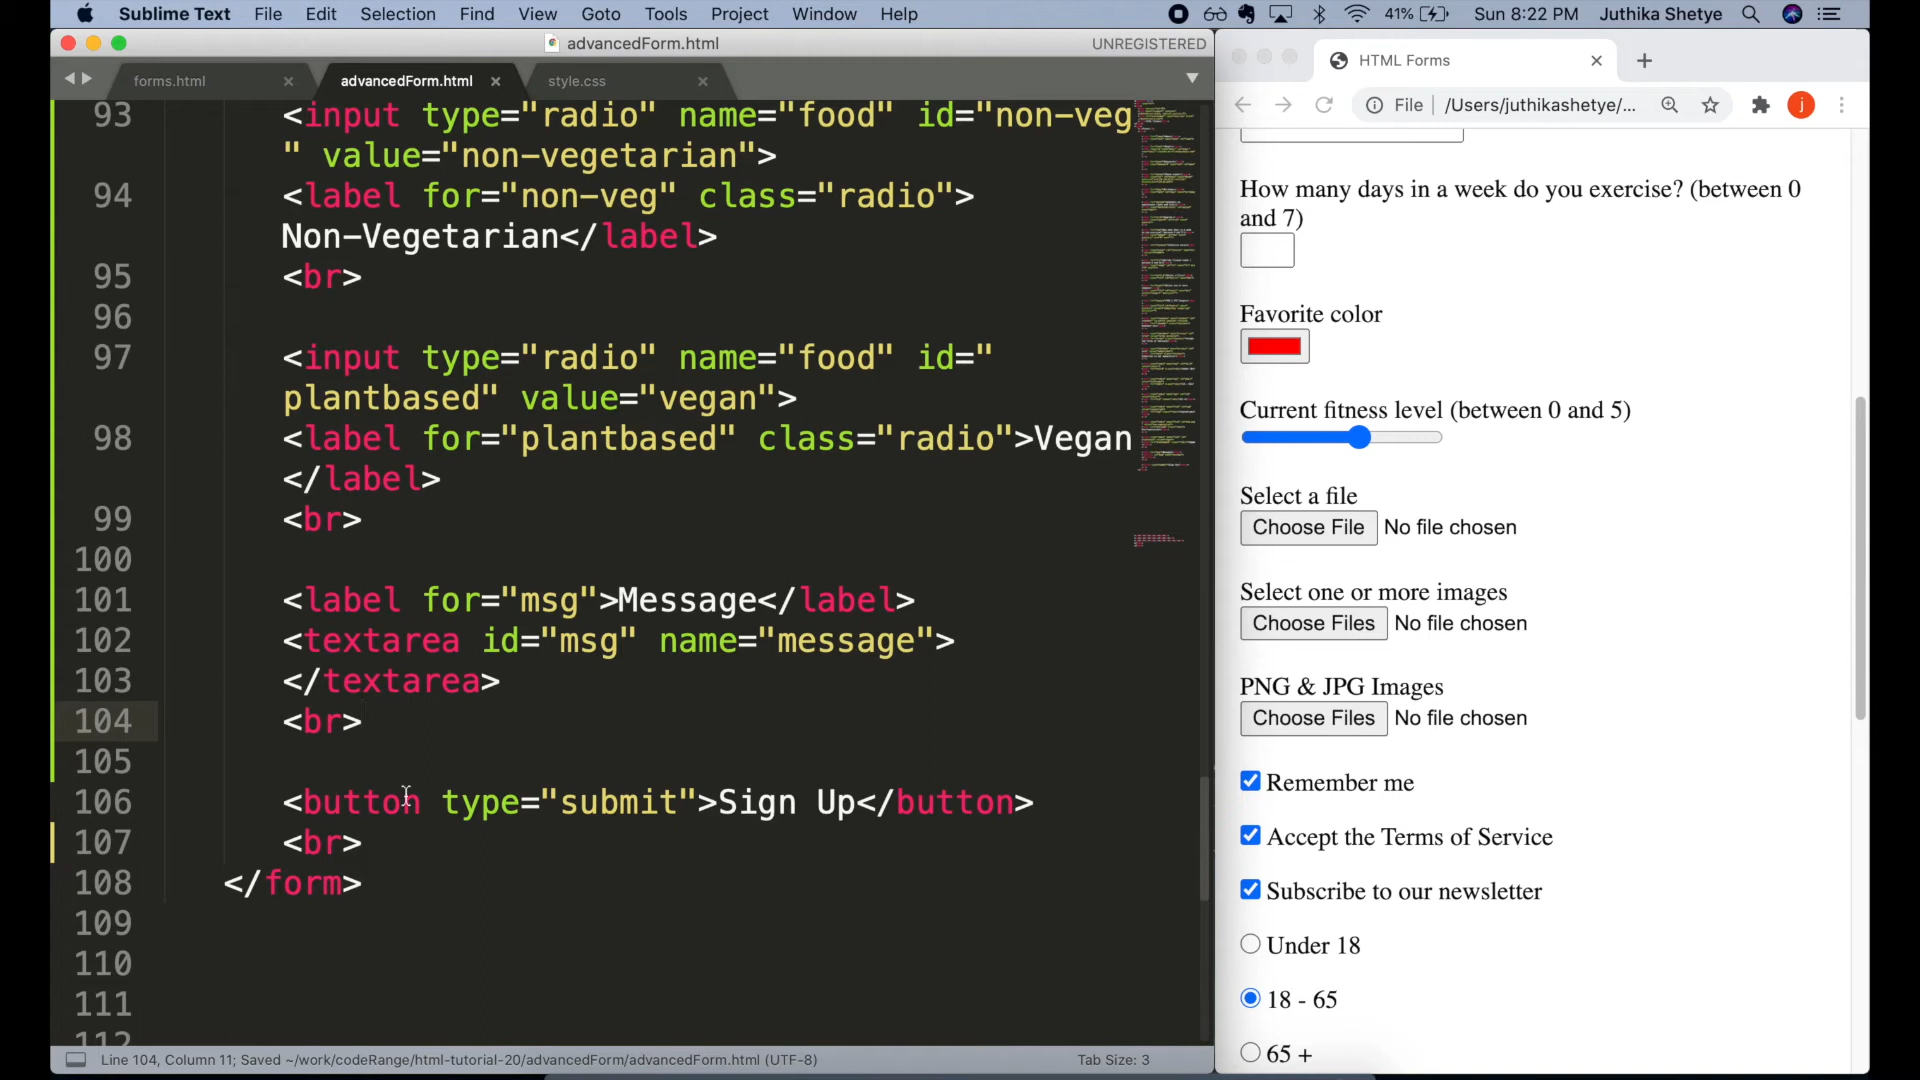 Sublime Text File Edit Selection Find View Goto Tools Project Window Help 41% Sun 8:22 PM Juthika Shetye
advancedForm.html UNREGISTERED
forms.html advancedForm.html style.css
93 <input type="radio" name="food" id="non-veg
" value="non-vegetarian">
94 <label for="non-veg" class="radio">
Non-Vegetarian</label>
95 <br>
96
97 <input type="radio" name="food" id="
plantbased" value="vegan">
98 <label for="plantbased" class="radio">Vegan
</label>
99 <br>
100
101 <label for="msg">Message</label>
102 <textarea id="msg" name="message">
103 </textarea>
104 <br>
105
106 <button type="submit">Sign Up</button>
107 <br>
108 </form>
109
110
111
112
Line 104, Column 11; Saved ~/work/codeRange/html-tutorial-20/advancedForm/advancedForm.html (UTF-8) Tab Size: 3
HTML Forms
File /Users/juthikashetye/... j
How many days in a week do you exercise? (between 0
and 7)
Favorite color
Current fitness level (between 0 and 5)
Select a file
Choose File No file chosen
Select one or more images
Choose Files No file chosen
PNG & JPG Images
Choose Files No file chosen
Remember me
Accept the Terms of Service
Subscribe to our newsletter
Under 18
18 - 65
65 +